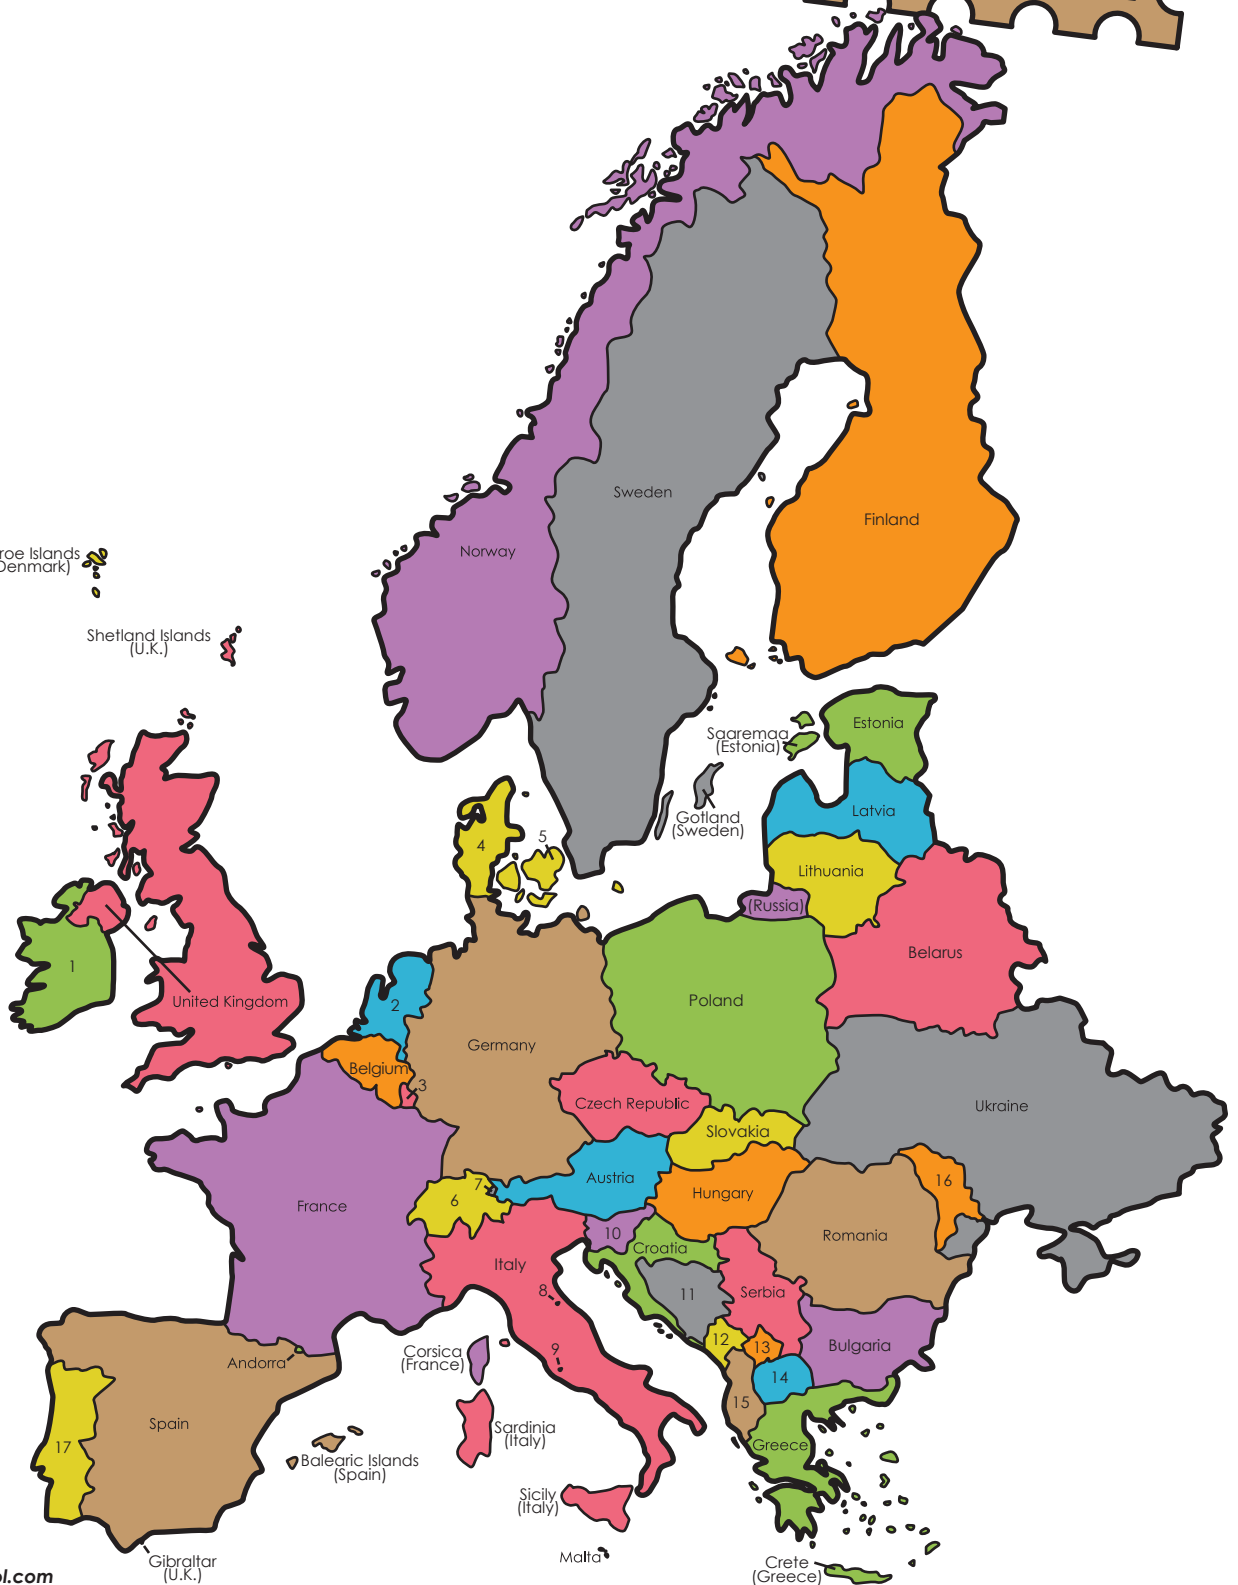 Sweden
Finland
Norway
roe Islands
Denmark)
Shetland Islands
(U.K.)
Estonia
Saaremaa
(Estonia)
Latvia
Gotland
(Sweden)
5
4
Lithuania
(Russia)
Belarus
1
United Kingdom
2
Poland
Germany
Belgium
3
Czech Republic
Ukraine
Slovakia
Austria
7
6
Hungary
16
France
10
Croatia
Romania
Italy
11
Serbia
8
12
13
Bulgaria
9
Corsica
(France)
Andorra
14
15
Spain
17
Sardinia
(Italy)
Greece
Balearic Islands
(Spain)
Sicily
(Italy)
Malta
Gibraltar
(U.K.)
Crete
(Greece)
ol.com